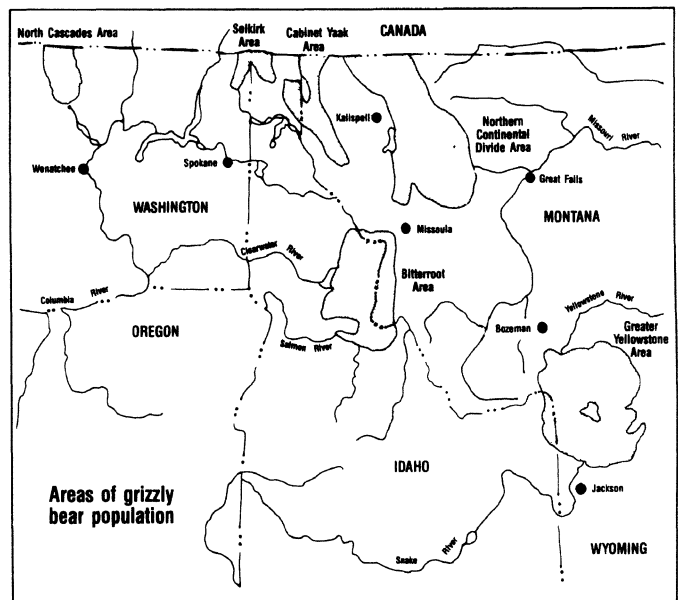 North Cascades Area
Selkirk
Area
Cabinet Yaak
Area
CANADA
Kalispell
Northern
Continental
Divide Area
Missouri River
Wenatchee
Spokane
Great Falls
WASHINGTON
MONTANA
Missoula
Clearwater River
Bitterroot
Area
Columbia River
Yellowstone River
OREGON
Bozeman
Greater
Yellowstone
Area
Salmon River
IDAHO
Areas of grizzly
bear population
Jackson
Snake River
WYOMING